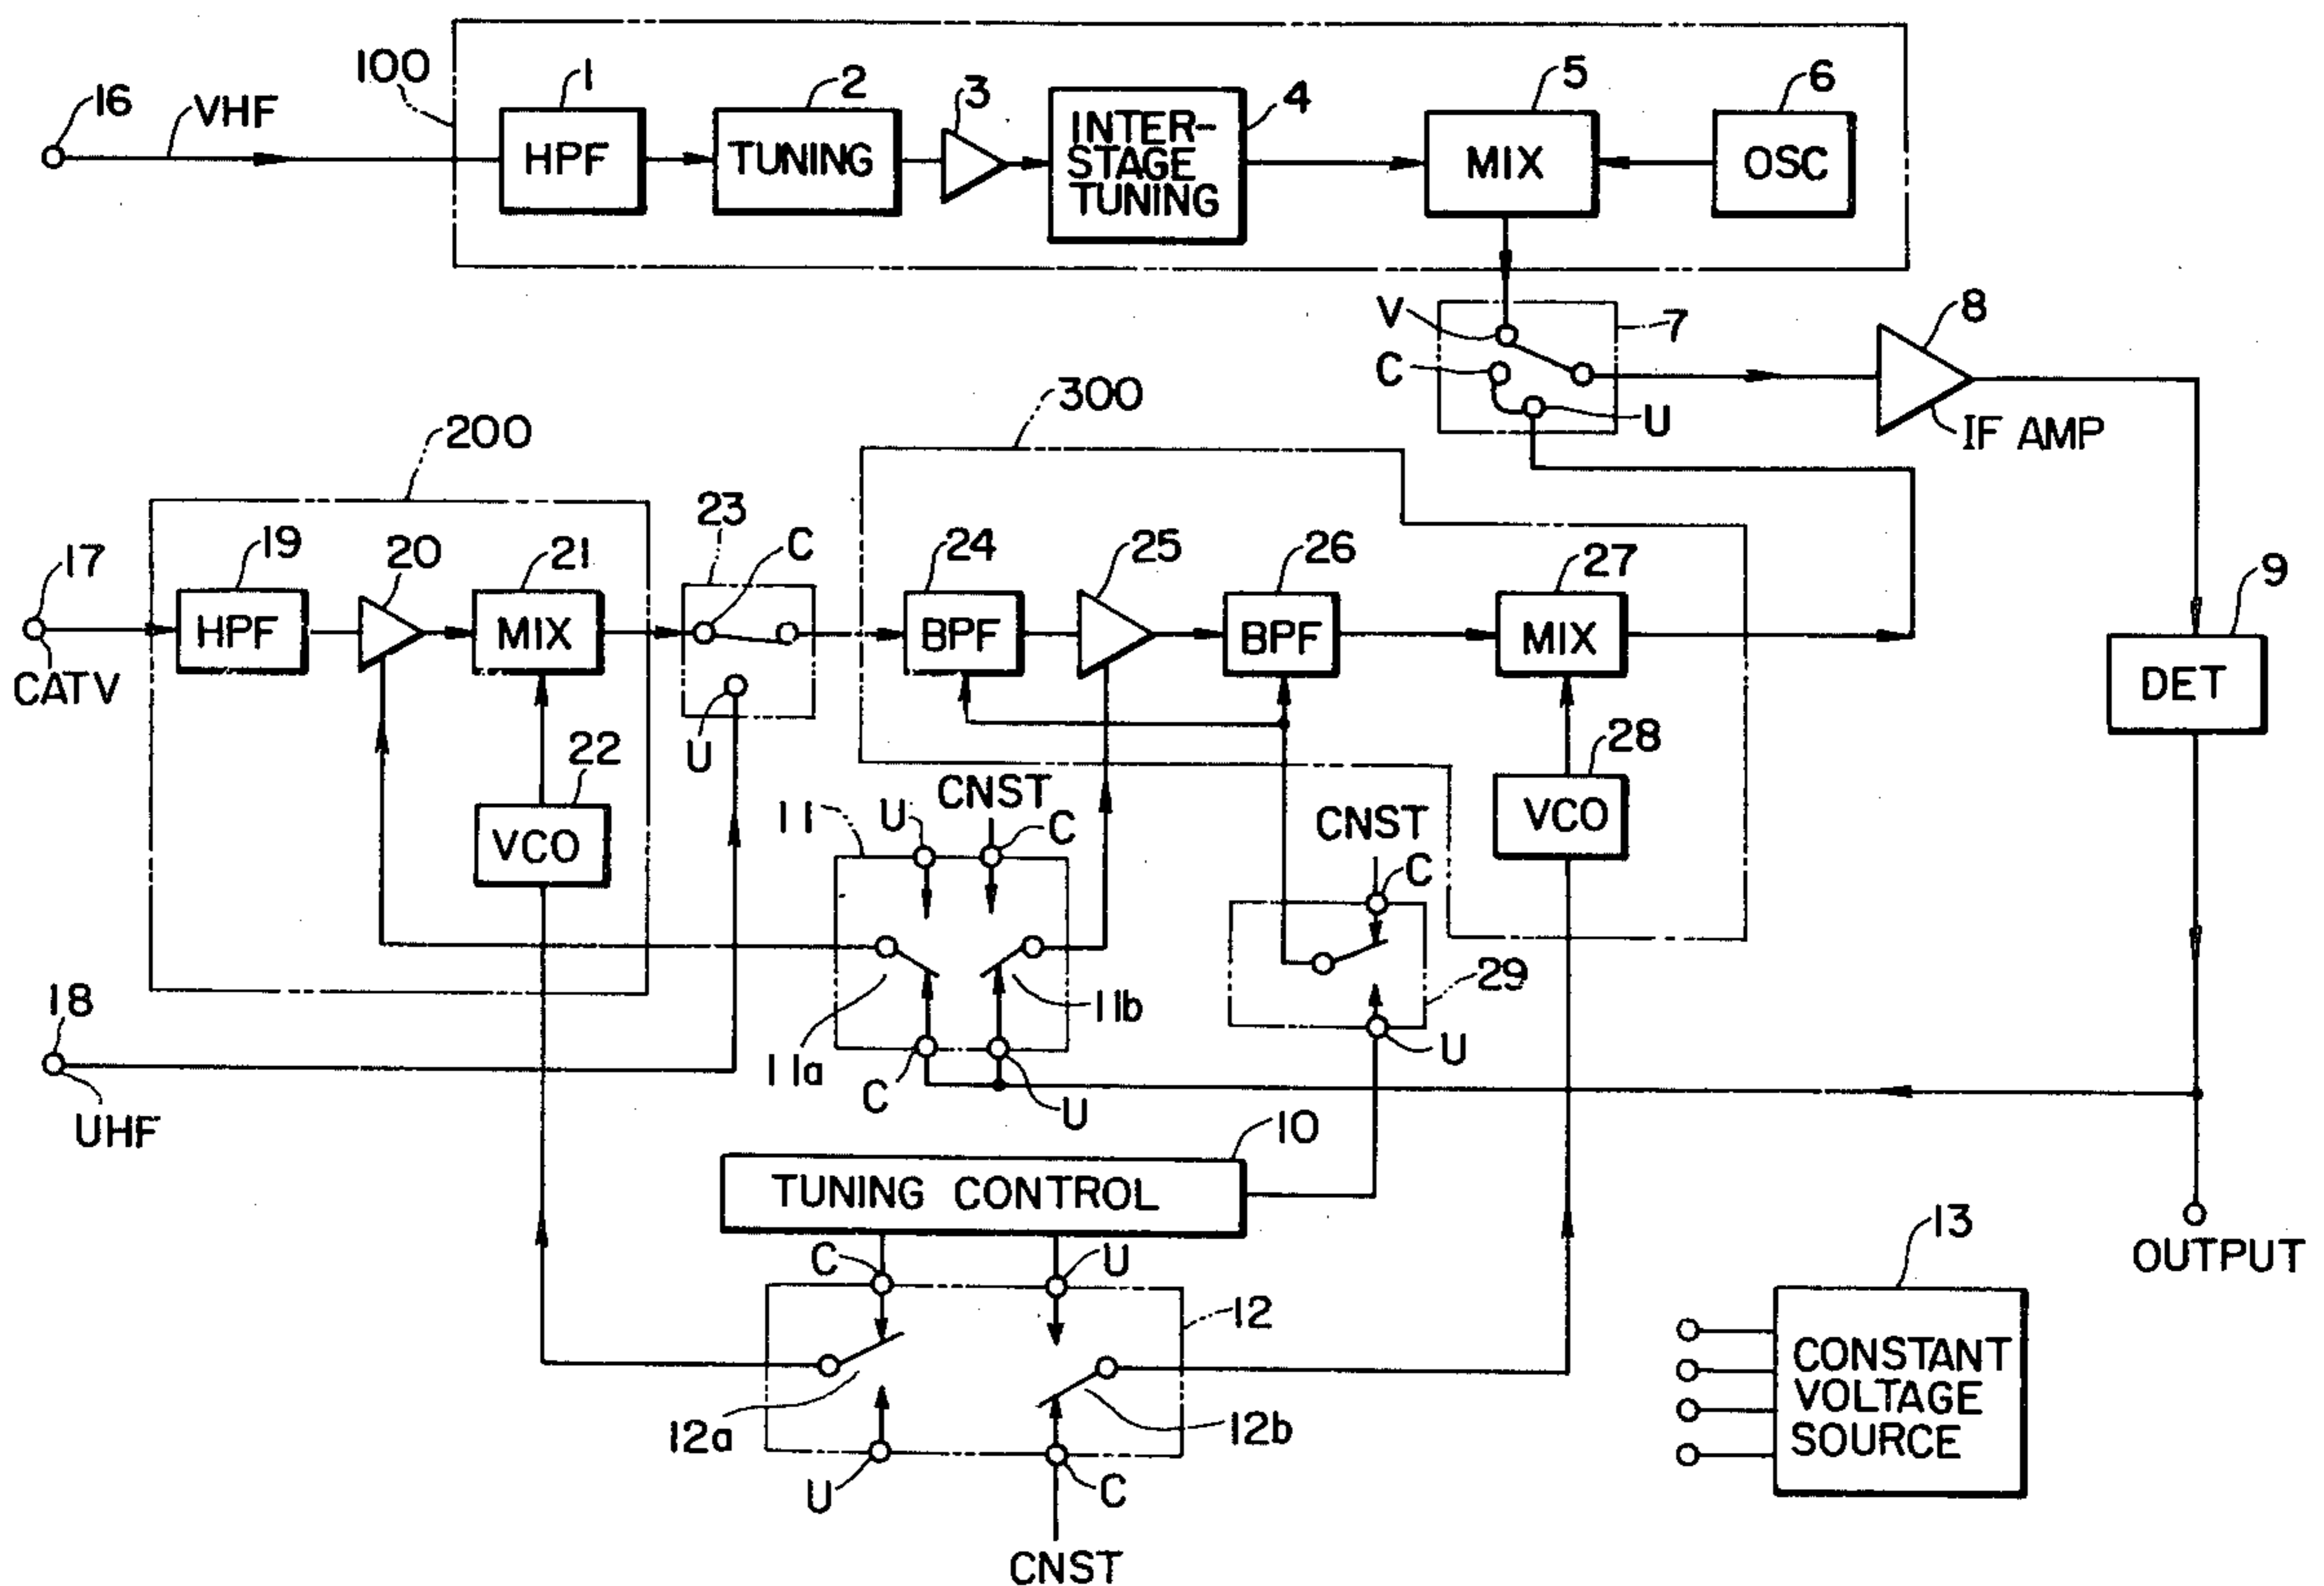 100
1
2
3
4
5
6
16
VHF
HPF
TUNING
INTER-
STAGE
TUNING
MIX
OSC
V
7
8
C
U
IF AMP
300
200
23
C
17
19
20
21
24
25
26
27
9
HPF
MIX
BPF
BPF
MIX
DET
CATV
U
22
28
CNST
11
U
C
CNST
VCO
VCO
C
29
18
11b
U
11a
C
U
UHF
10
TUNING CONTROL
C
U
12
13
OUTPUT
CONSTANT
VOLTAGE
SOURCE
12a
12b
U
C
CNST